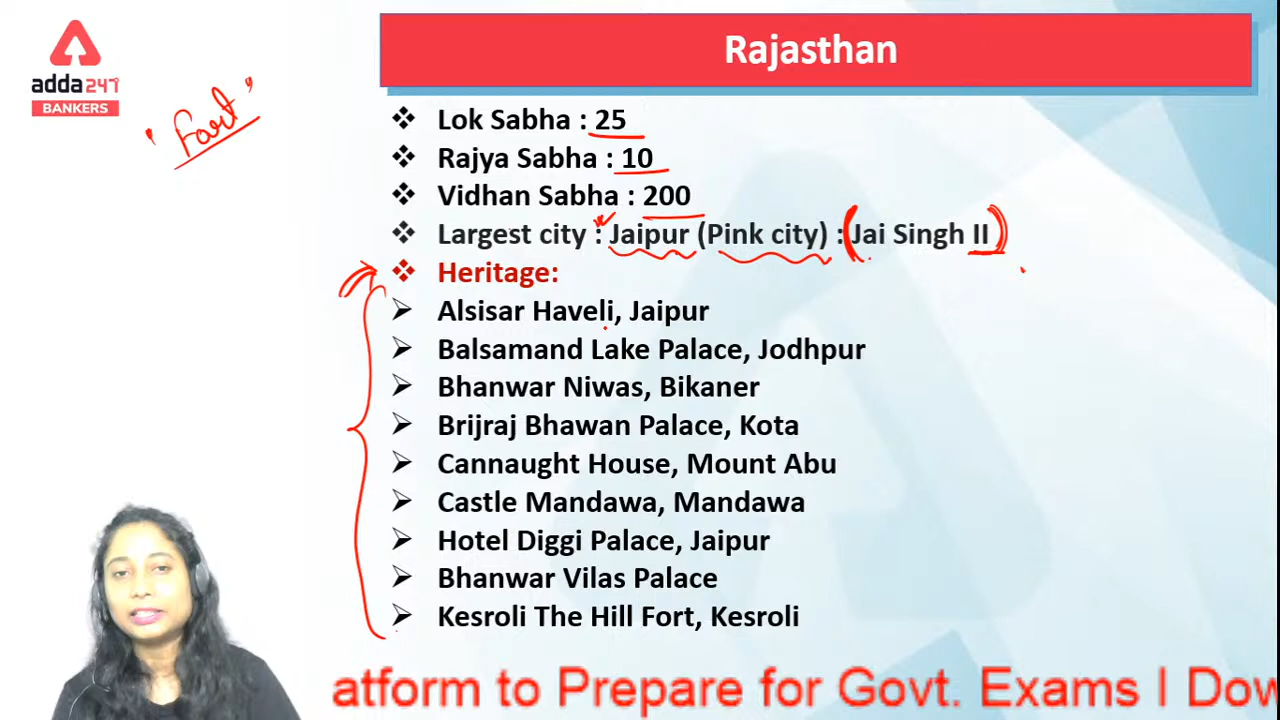 adda247
BANKERS
"Fort"
Rajasthan
❖ Lok Sabha : 25
❖ Rajya Sabha : 10
❖ Vidhan Sabha : 200
❖ Largest city : Jaipur (Pink city) : Jai Singh II
❖ Heritage:
➢ Alsisar Haveli, Jaipur
➢ Balsamand Lake Palace, Jodhpur
➢ Bhanwar Niwas, Bikaner
➢ Brijraj Bhawan Palace, Kota
➢ Cannaught House, Mount Abu
➢ Castle Mandawa, Mandawa
➢ Hotel Diggi Palace, Jaipur
➢ Bhanwar Vilas Palace
➢ Kesroli The Hill Fort, Kesroli
atform to Prepare for Govt. Exams I Dow